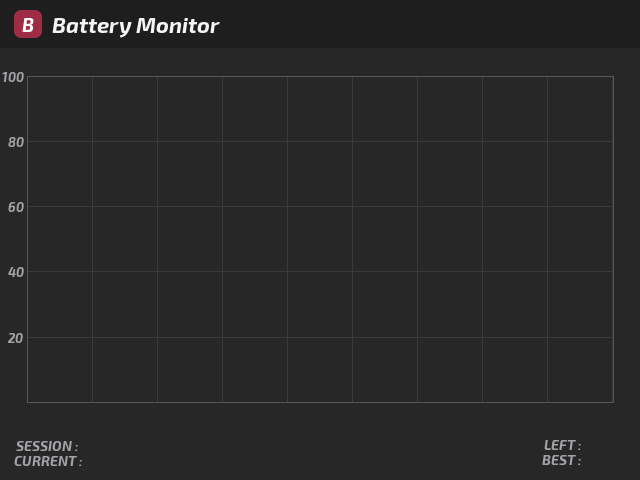 B Battery Monitor
100
80
60
40
20
SESSION : LEFT :
CURRENT : BEST :